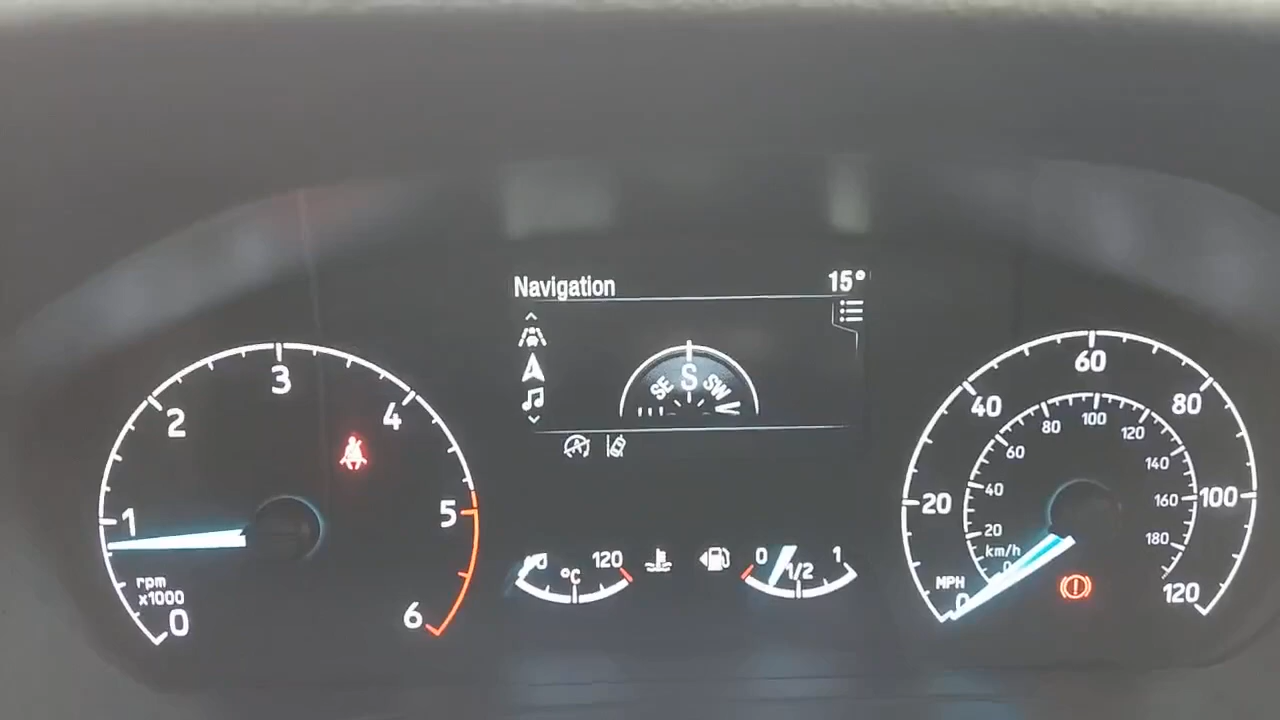 Navigation 15°
SE S SW W
0 1 2 3 4 5 6
rpm
x1000
120
°C
0 1/2 1
0 20 40 60 80 100 120
MPH
20 40 60 80 100 120 140 160 180
km/h